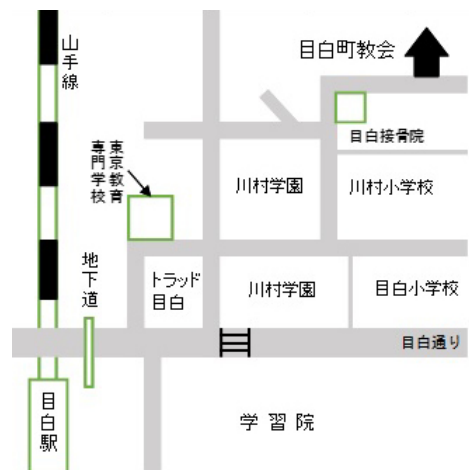 山手線
目白町教会
目白接骨院
東京教育
専門学校
川村学園
川村小学校
地下道
トラッド
目白
川村学園
目白小学校
目白通り
目白駅
学習院